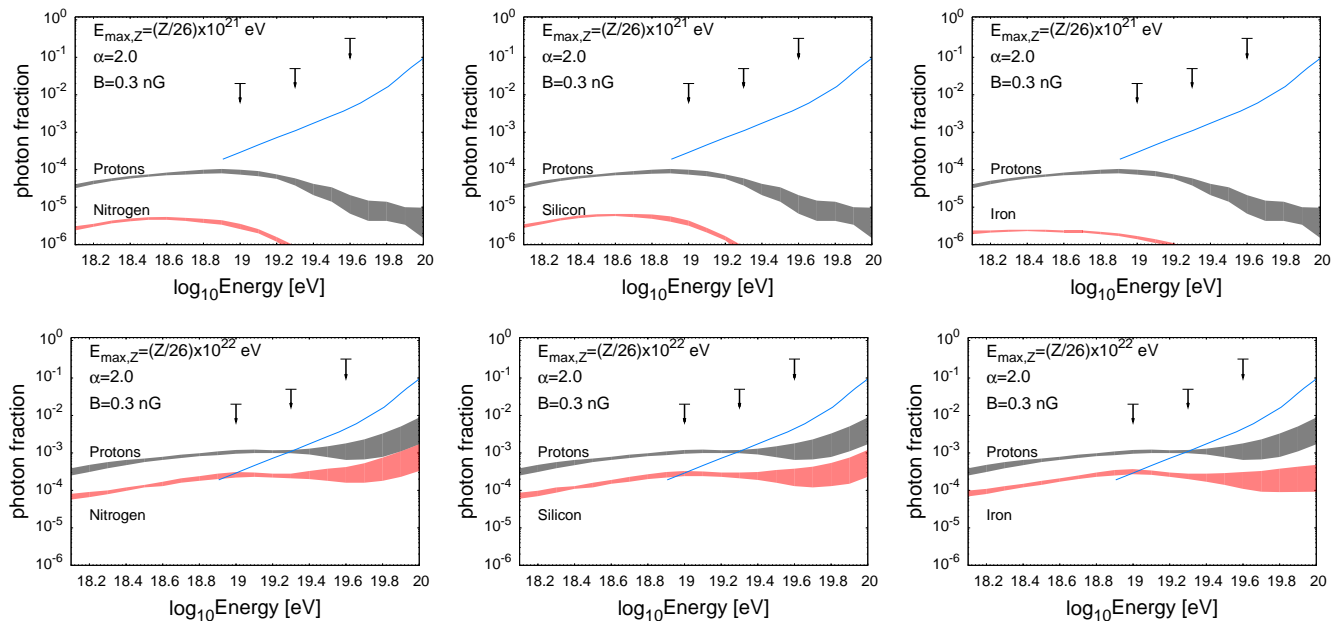 E_max,Z=(Z/26)x10^21 eV
α=2.0
B=0.3 nG
Protons
Nitrogen
photon fraction
10^0
10^-1
10^-2
10^-3
10^-4
10^-5
10^-6
18.2 18.4 18.6 18.8 19 19.2 19.4 19.6 19.8 20
log10Energy [eV]
E_max,Z=(Z/26)x10^21 eV
α=2.0
B=0.3 nG
Protons
Silicon
photon fraction
10^0
10^-1
10^-2
10^-3
10^-4
10^-5
10^-6
18.2 18.4 18.6 18.8 19 19.2 19.4 19.6 19.8 20
log10Energy [eV]
E_max,Z=(Z/26)x10^21 eV
α=2.0
B=0.3 nG
Protons
Iron
photon fraction
10^0
10^-1
10^-2
10^-3
10^-4
10^-5
10^-6
18.2 18.4 18.6 18.8 19 19.2 19.4 19.6 19.8 20
log10Energy [eV]
E_max,Z=(Z/26)x10^22 eV
α=2.0
B=0.3 nG
Protons
Nitrogen
photon fraction
10^0
10^-1
10^-2
10^-3
10^-4
10^-5
10^-6
18.2 18.4 18.6 18.8 19 19.2 19.4 19.6 19.8 20
log10Energy [eV]
E_max,Z=(Z/26)x10^22 eV
α=2.0
B=0.3 nG
Protons
Silicon
photon fraction
10^0
10^-1
10^-2
10^-3
10^-4
10^-5
10^-6
18.2 18.4 18.6 18.8 19 19.2 19.4 19.6 19.8 20
log10Energy [eV]
E_max,Z=(Z/26)x10^22 eV
α=2.0
B=0.3 nG
Protons
Iron
photon fraction
10^0
10^-1
10^-2
10^-3
10^-4
10^-5
10^-6
18.2 18.4 18.6 18.8 19 19.2 19.4 19.6 19.8 20
log10Energy [eV]